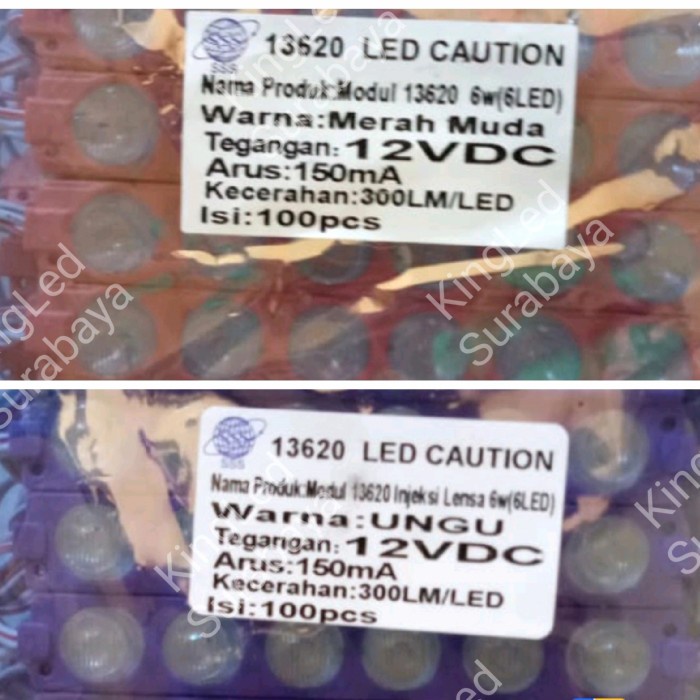 SSS
13620 LED CAUTION
Nama Produk:Modul 13620 6w(6LED)
Warna:Merah Muda
Tegangan: 12VDC
Arus:150mA
Kecerahan:300LM/LED
Isi:100pcs
KingLed
Surabaya
KingLed
Surabaya
SSS
13620 LED CAUTION
Nama Produk:Modul 13620 Injeksi Lensa 6w(6LED)
Warna:UNGU
Tegangan: 12VDC
Arus:150mA
Kecerahan:300LM/LED
Isi:100pcs